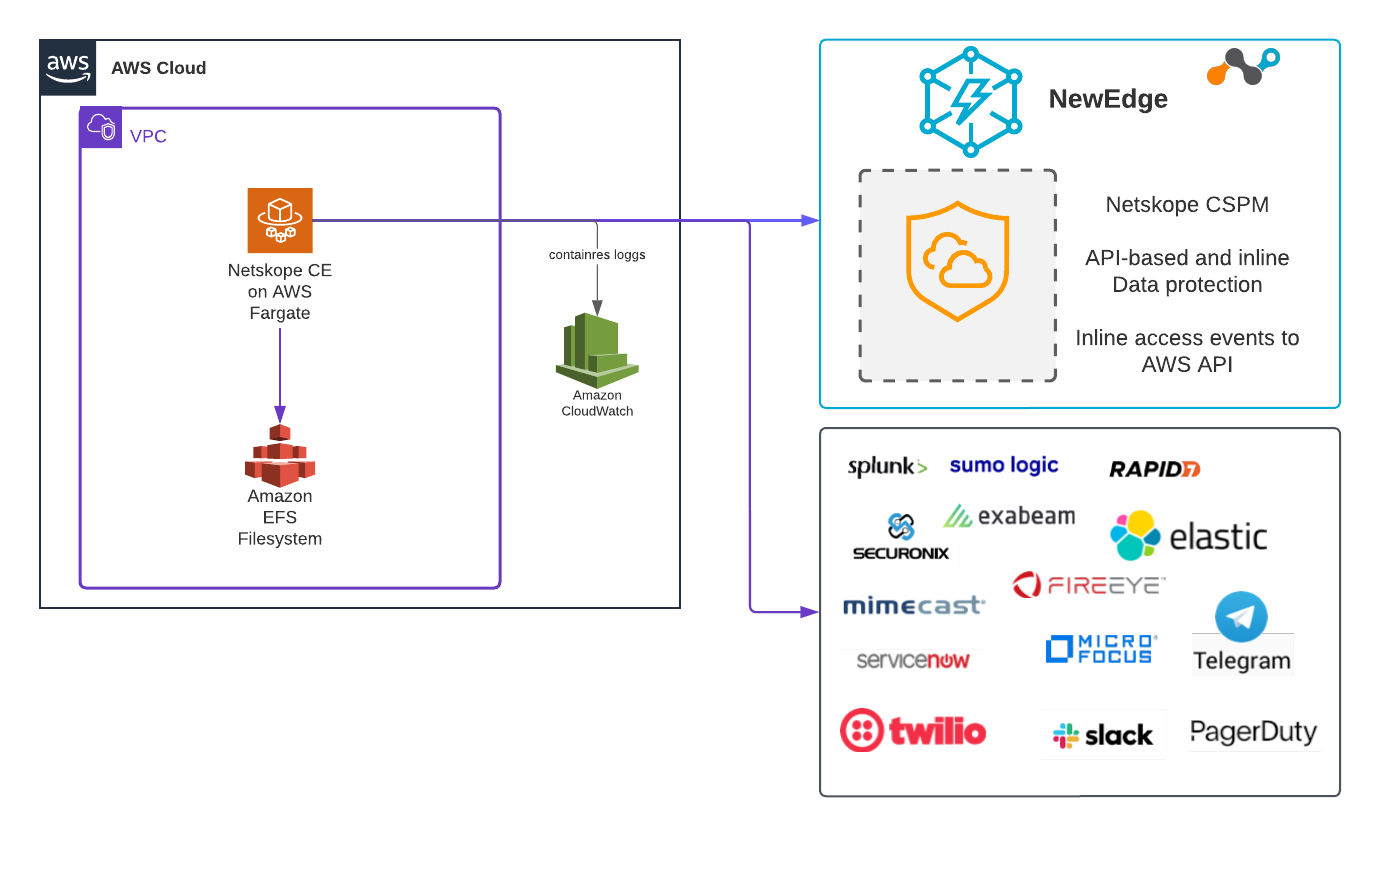 aws
AWS Cloud
VPC
Netskope CE
on AWS
Fargate
Amazon
EFS
Filesystem
containres loggs
Amazon
CloudWatch
NewEdge
Netskope CSPM
API-based and inline
Data protection
Inline access events to
AWS API
splunk>
sumo logic
RAPID7
SECURONIX
exabeam
elastic
FIREEYE™
mimecast®
servicenow
MICRO®
FOCUS
Telegram
twilio
slack
PagerDuty